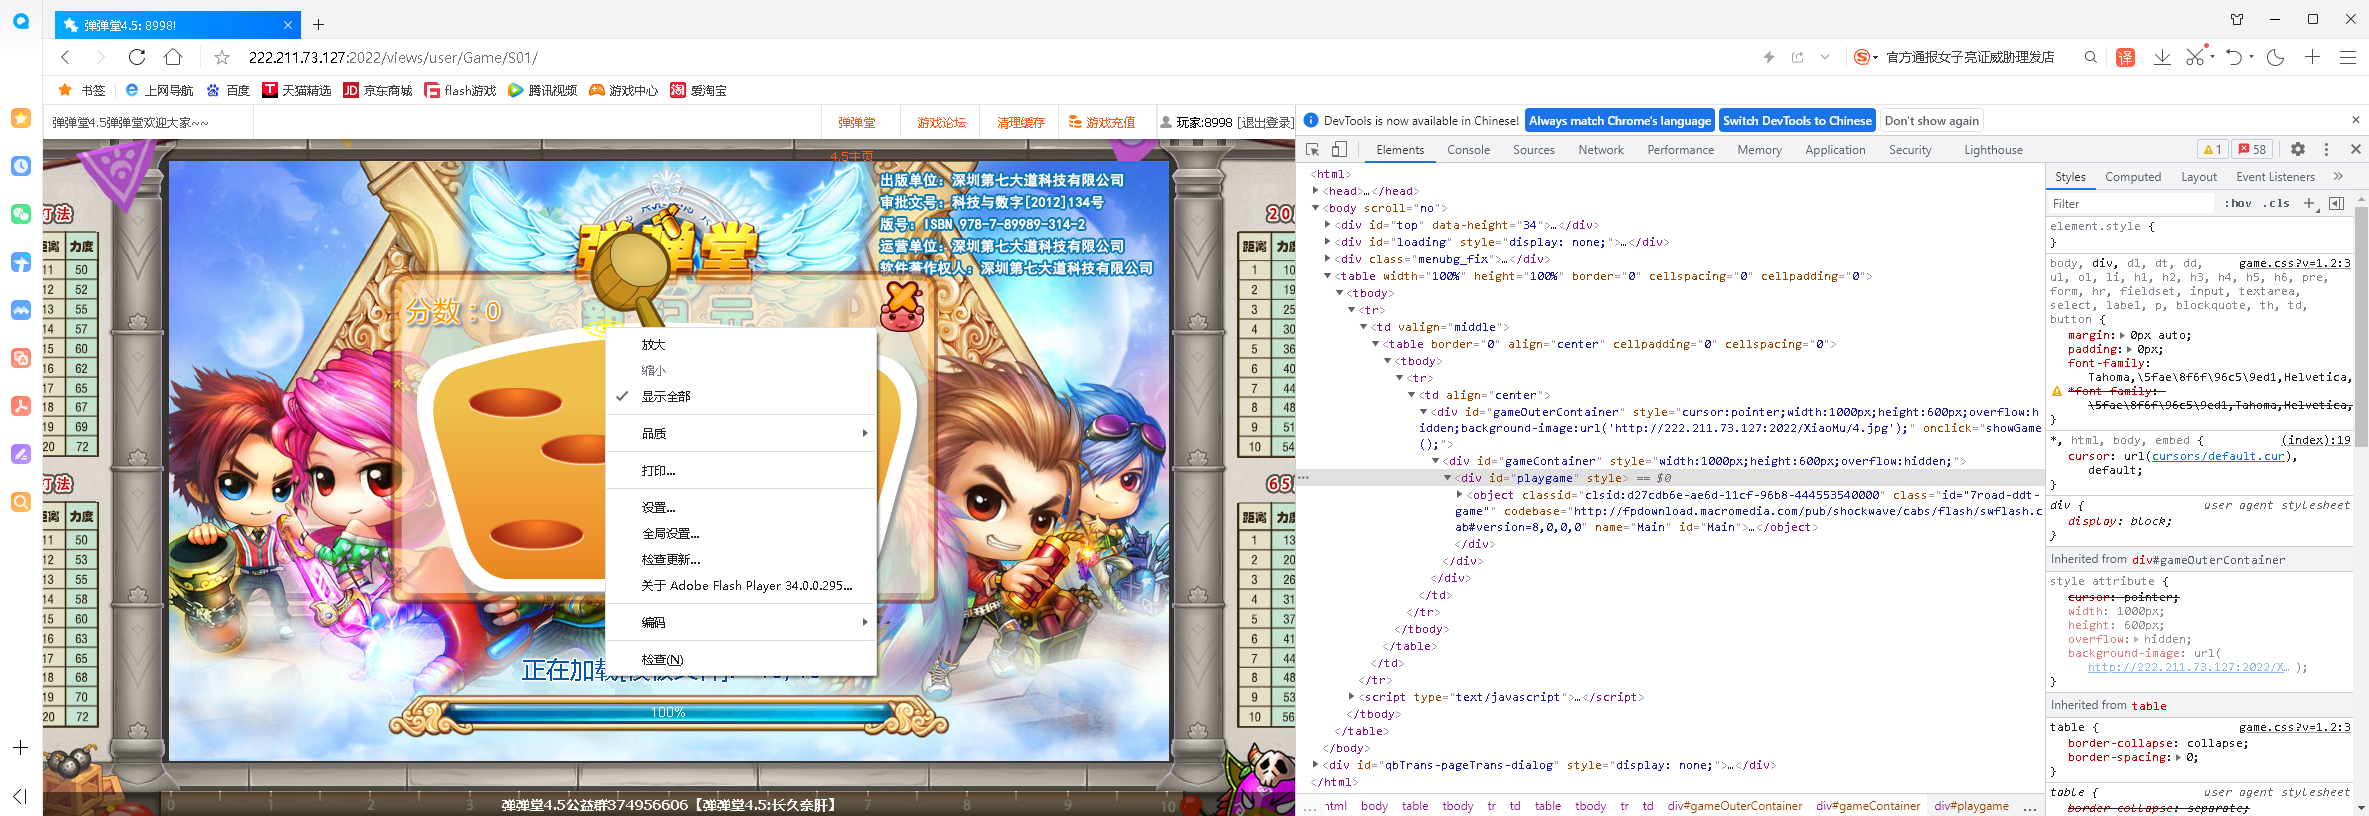 弹弹堂4.5: 8998!
222.211.73.127:2022/views/user/Game/S01/
官方通报女子亮证威胁理发店
译
书签
上网导航
百度
天猫精选
京东商城
flash游戏
腾讯视频
游戏中心
爱淘宝
弹弹堂4.5弹弹堂欢迎大家~~
弹弹堂
游戏论坛
清理缓存
游戏充值
玩家:8998 [退出登录]
4.5主页
出版单位：深圳第七大道科技有限公司
审批文号：科技与数字[2012]134号
版号：ISBN 978-7-89989-314-2
运营单位：深圳第七大道科技有限公司
软件著作权人：深圳第七大道科技有限公司
弹弹堂
分数：0
打法
距离 力度
11 50
12 52
13 55
14 57
15 60
16 62
17 65
18 67
19 69
20 72
打法
距离 力度
11 50
12 53
13 55
14 58
15 60
16 63
17 65
18 68
19 70
20 72
20
距离 力度
1 10
2 19
3 25
4 30
5 36
6 40
7 44
8 48
9 51
10 54
65
距离 力度
1 13
2 20
3 26
4 31
5 37
6 41
7 44
8 48
9 53
10 56
放大
缩小
显示全部
品质
打印...
设置...
全局设置...
检查更新...
关于 Adobe Flash Player 34.0.0.295...
编码
检查(N)
正在加载
100%
弹弹堂4.5公益群374956606【弹弹堂4.5:长久奈肝】
0 1 2 3 7 8 9 10
DevTools is now available in Chinese!
Always match Chrome's language
Switch DevTools to Chinese
Don't show again
Elements Console Sources Network Performance Memory Application Security Lighthouse
1 58
<html>
<head>…</head>
<body scroll="no">
<div id="top" data-height="34">…</div>
<div id="loading" style="display: none;">…</div>
<div class="menubg_fix">…</div>
<table width="100%" height="100%" border="0" cellspacing="0" cellpadding="0">
<tbody>
<tr>
<td valign="middle">
<table border="0" align="center" cellpadding="0" cellspacing="0">
<tbody>
<tr>
<td align="center">
<div id="gameOuterContainer" style="cursor:pointer;width:1000px;height:600px;overflow:h
idden;background-image:url('http://222.211.73.127:2022/XiaoMu/4.jpg');" onclick="showGame
();">
<div id="gameContainer" style="width:1000px;height:600px;overflow:hidden;">
<div id="playgame" style> == $0
<object classid="clsid:d27cdb6e-ae6d-11cf-96b8-444553540000" class="id="7road-ddt-
game"" codebase="http://fpdownload.macromedia.com/pub/shockwave/cabs/flash/swflash.c
ab#version=8,0,0,0" name="Main" id="Main">…</object>
</div>
</div>
</div>
</td>
</tr>
</tbody>
</table>
</td>
</tr>
<script type="text/javascript">…</script>
</tbody>
</table>
</body>
<div id="qbTrans-pageTrans-dialog" style="display: none;">…</div>
</html>
... html body table tbody tr td table tbody tr td div#gameOuterContainer div#gameContainer div#playgame ...
Styles Computed Layout Event Listeners
Filter
:hov .cls
element.style {
}
body, div, dl, dt, dd, game.css?v=1.2:3
ul, ol, li, h1, h2, h3, h4, h5, h6, pre,
form, hr, fieldset, input, textarea,
select, label, p, blockquote, th, td,
button {
margin: 0px auto;
padding: 0px;
font-family:
Tahoma,\5fae\8f6f\96c5\9ed1,Helvetica,
*font-family:
\5fae\8f6f\96c5\9ed1,Tahoma,Helvetica,
}
*, html, body, embed { (index):19
cursor: url(cursors/default.cur),
default;
}
div { user agent stylesheet
display: block;
}
Inherited from div#gameOuterContainer
style attribute {
cursor: pointer;
width: 1000px;
height: 600px;
overflow: hidden;
background-image: url(
http://222.211.73.127:2022/X… );
}
Inherited from table
table { game.css?v=1.2:3
border-collapse: collapse;
border-spacing: 0;
}
table { user agent stylesheet
border-collapse: separate;